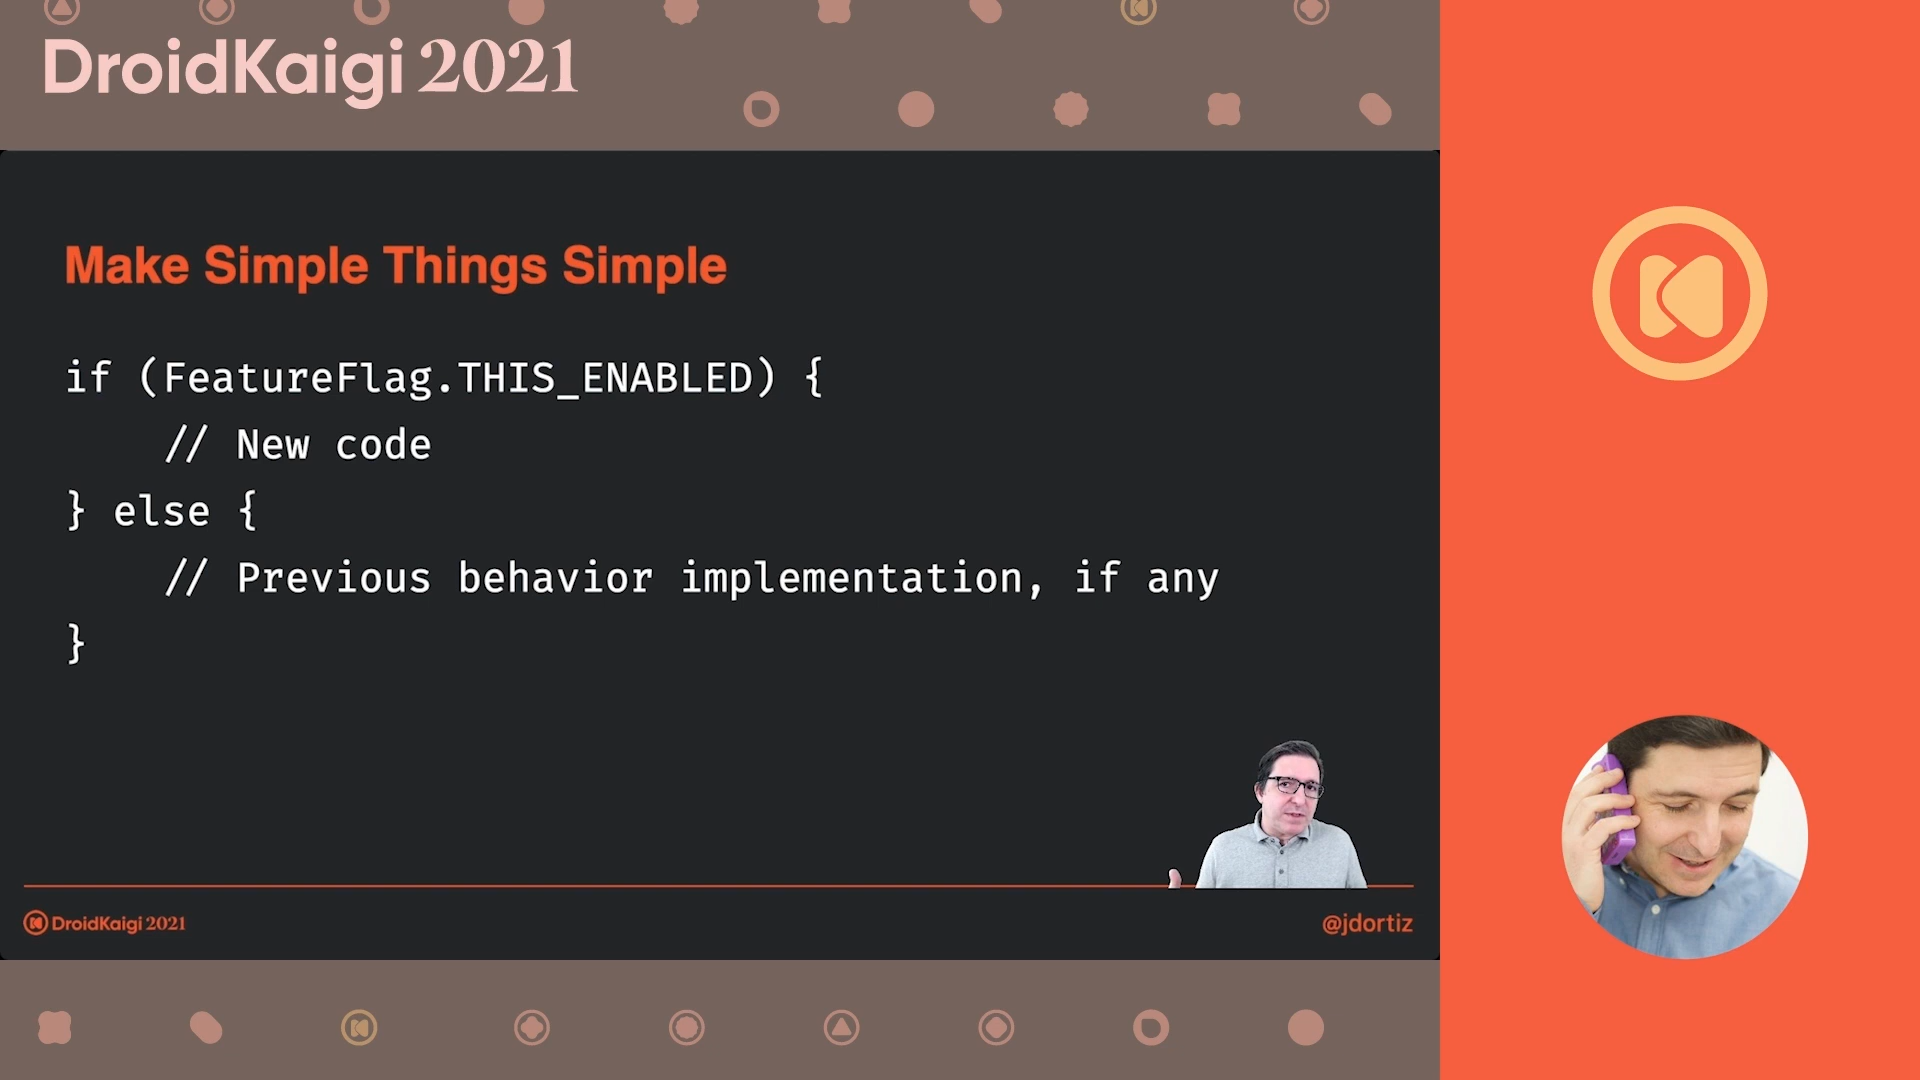 DroidKaigi 2021
Make Simple Things Simple
if (FeatureFlag.THIS_ENABLED) {
// New code
} else {
// Previous behavior implementation, if any
}
DroidKaigi 2021
@jdortiz